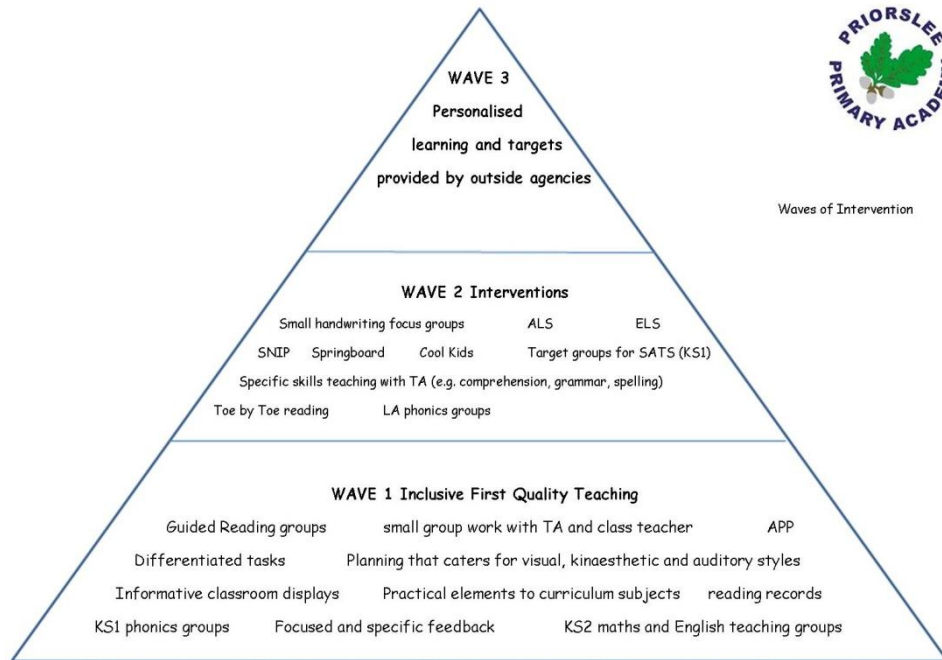 PRIORSLEE
PRIMARY ACADEMY
WAVE 3
Personalised
learning and targets
provided by outside agencies
Waves of Intervention
WAVE 2 Interventions
Small handwriting focus groups ALS ELS
SNIP Springboard Cool Kids Target groups for SATS (KS1)
Specific skills teaching with TA (e.g. comprehension, grammar, spelling)
Toe by Toe reading LA phonics groups
WAVE 1 Inclusive First Quality Teaching
Guided Reading groups small group work with TA and class teacher APP
Differentiated tasks Planning that caters for visual, kinaesthetic and auditory styles
Informative classroom displays Practical elements to curriculum subjects reading records
KS1 phonics groups Focused and specific feedback KS2 maths and English teaching groups